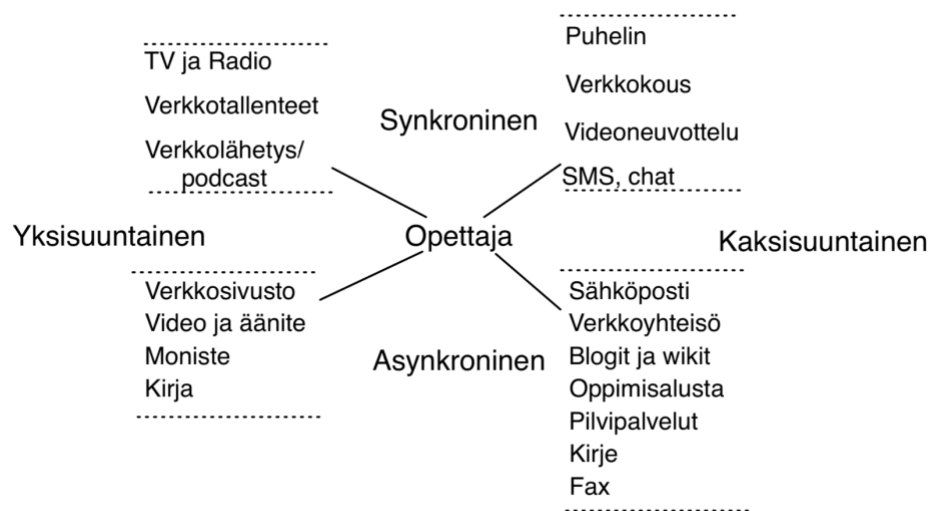 TV ja Radio
Verkkotallenteet
Verkkolähetys/
podcast
Synkroninen
Puhelin
Verkkokous
Videoneuvottelu
SMS, chat
Yksisuuntainen
Opettaja
Kaksisuuntainen
Verkkosivusto
Video ja äänite
Moniste
Kirja
Asynkroninen
Sähköposti
Verkkoyhteisö
Blogit ja wikit
Oppimisalusta
Pilvipalvelut
Kirje
Fax